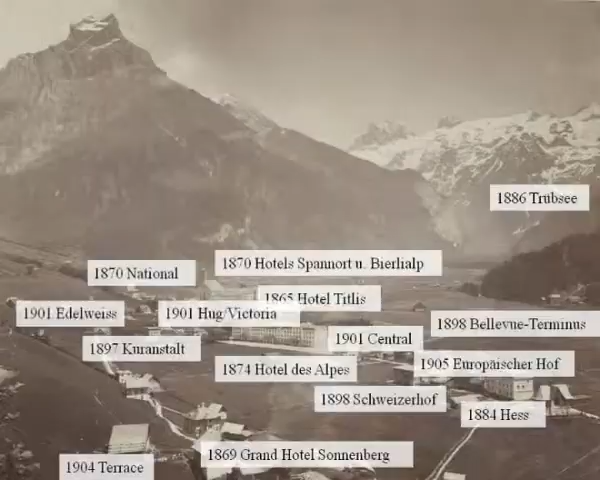 1886 Trübsee
1870 Hotels Spannort u. Bierlialp
1870 National
1865 Hotel Titlis
1901 Edelweiss
1901 Hug/Victoria
1898 Bellevue-Terminus
1901 Central
1897 Kuranstalt
1905 Europäischer Hof
1874 Hotel des Alpes
1898 Schweizerhof
1884 Hess
1869 Grand Hotel Sonnenberg
1904 Terrace